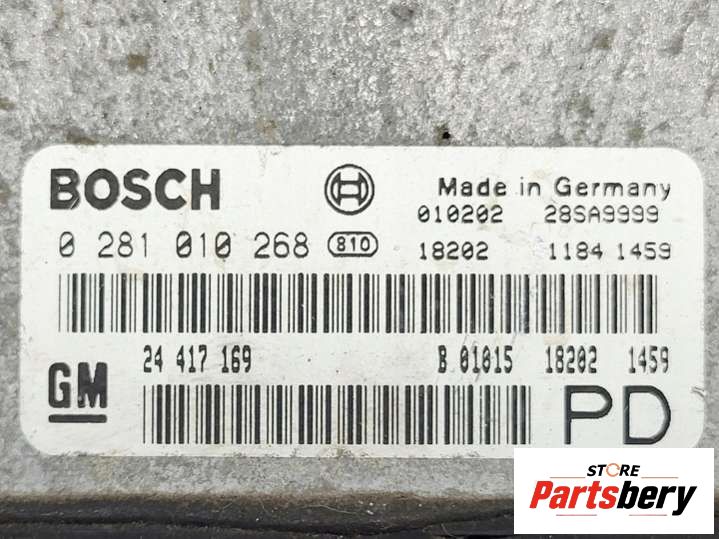 BOSCH Made in Germany
010202 28SA9999
0 281 010 268 810 18202 1184 1459
24 417 169 B 01015 18202 1459
GM PD
STORE
Partsbery